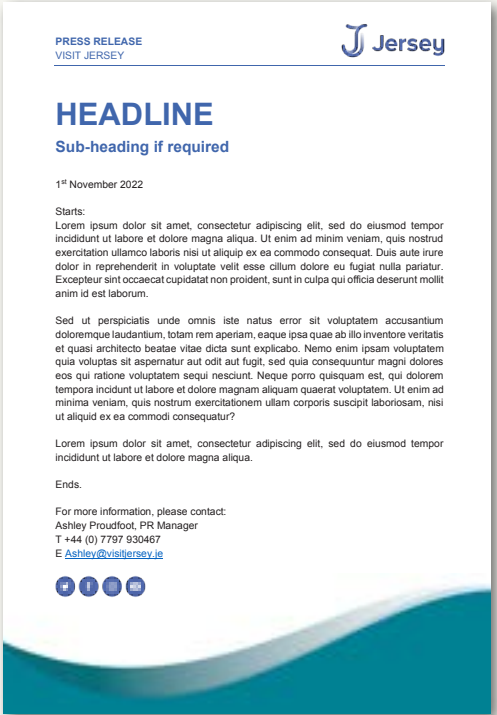 PRESS RELEASE
VISIT JERSEY
Jersey
HEADLINE
Sub-heading if required
1st November 2022
Starts:
Lorem ipsum dolor sit amet, consectetur adipiscing elit, sed do eiusmod tempor
incididunt ut labore et dolore magna aliqua. Ut enim ad minim veniam, quis nostrud
exercitation ullamco laboris nisi ut aliquip ex ea commodo consequat. Duis aute irure
dolor in reprehenderit in voluptate velit esse cillum dolore eu fugiat nulla pariatur.
Excepteur sint occaecat cupidatat non proident, sunt in culpa qui officia deserunt mollit
anim id est laborum.
Sed ut perspiciatis unde omnis iste natus error sit voluptatem accusantium
doloremque laudantium, totam rem aperiam, eaque ipsa quae ab illo inventore veritatis
et quasi architecto beatae vitae dicta sunt explicabo. Nemo enim ipsam voluptatem
quia voluptas sit aspernatur aut odit aut fugit, sed quia consequuntur magni dolores
eos qui ratione voluptatem sequi nesciunt. Neque porro quisquam est, qui dolorem
tempora incidunt ut labore et dolore magnam aliquam quaerat voluptatem. Ut enim ad
minima veniam, quis nostrum exercitationem ullam corporis suscipit laboriosam, nisi
ut aliquid ex ea commodi consequatur?
Lorem ipsum dolor sit amet, consectetur adipiscing elit, sed do eiusmod tempor
incididunt ut labore et dolore magna aliqua.
Ends.
For more information, please contact:
Ashley Proudfoot, PR Manager
T +44 (0) 7797 930467
E Ashley@visitjersey.je